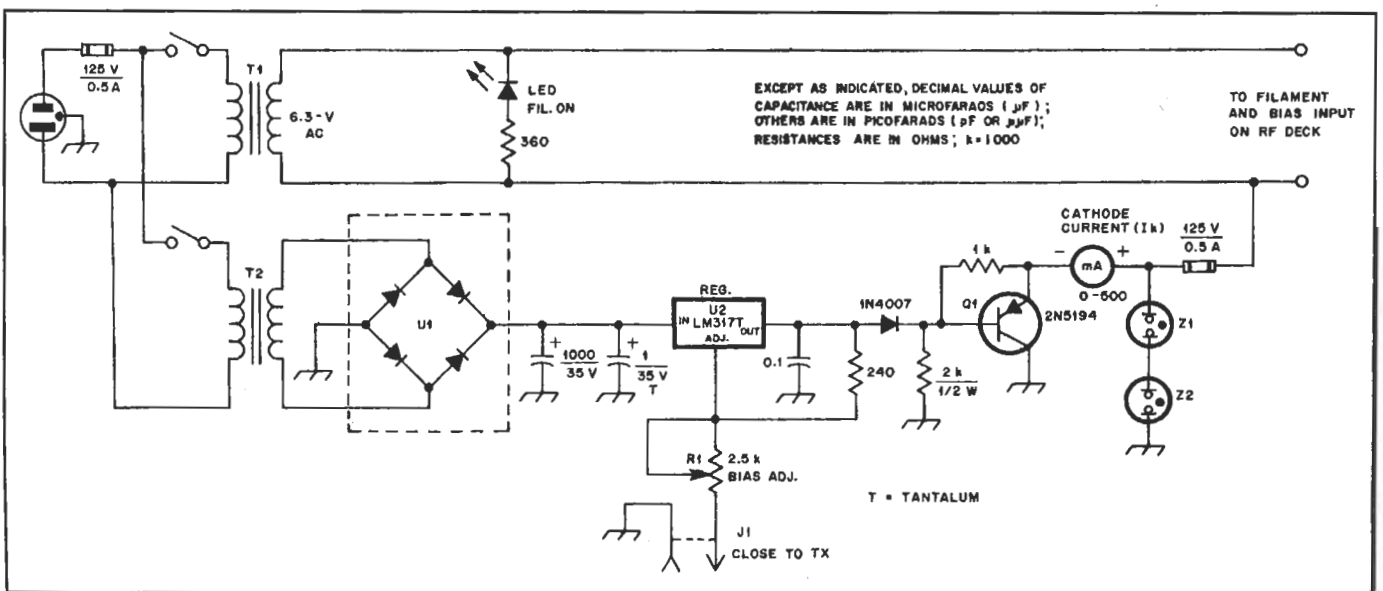 125 V
0.5 A
T1
6.3-V
AC
LED
FIL. ON
360
EXCEPT AS INDICATED, DECIMAL VALUES OF
CAPACITANCE ARE IN MICROFARAOS ( µF ) ;
OTHERS ARE IN PICOFARADS ( pF OR µµF);
RESISTANCES ARE IN OHMS ; k = 1000
TO FILAMENT
AND BIAS INPUT
ON RF DECK
T2
U1
+
1000
35 V
+
1
35 V
T
REG.
U2
IN LM317T OUT
ADJ.
0.1
240
1N4007
2 k
1/2 W
1 k
Q1
2N5194
CATHODE
CURRENT (Ik)
- +
mA
0-500
125 V
0.5 A
Z1
Z2
R1
2.5 k
BIAS ADJ.
J1
CLOSE TO TX
T = TANTALUM